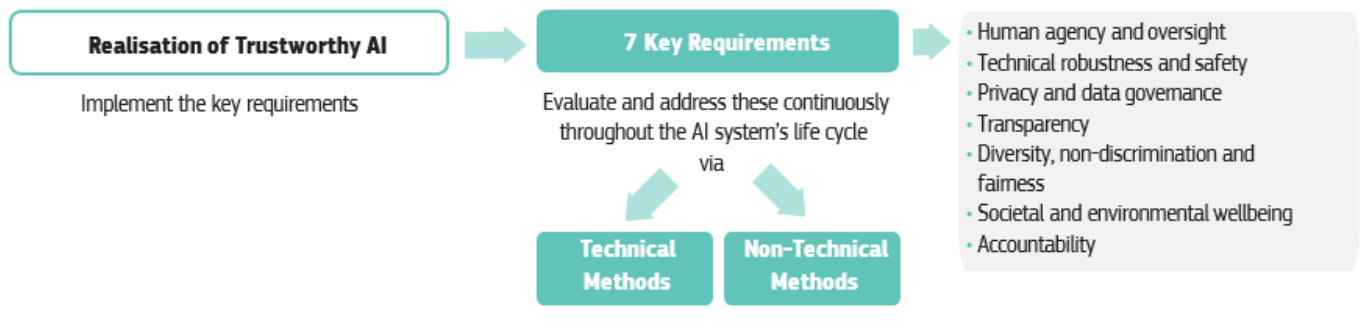 Realisation of Trustworthy AI
Implement the key requirements
7 Key Requirements
Evaluate and address these continuously
throughout the AI system's life cycle
via
Technical
Methods
Non-Technical
Methods
• Human agency and oversight
• Technical robustness and safety
• Privacy and data governance
• Transparency
• Diversity, non-discrimination and
fairness
• Societal and environmental wellbeing
• Accountability